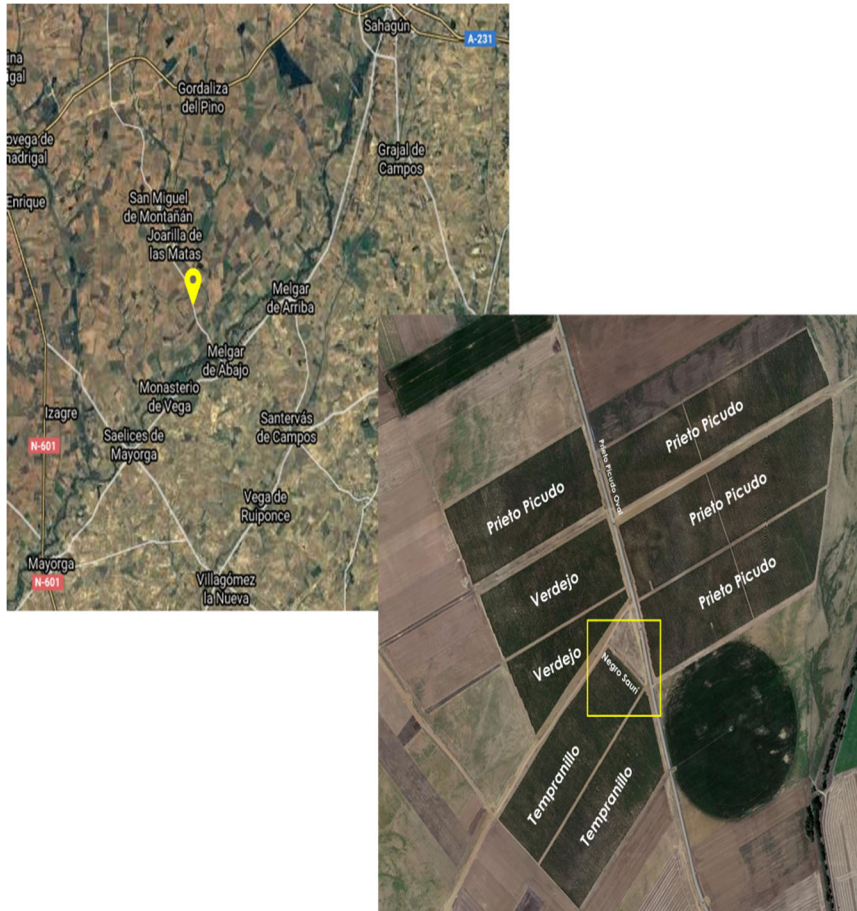 Sahagún
A-231
Gordaliza
del Pino
Grajal de
Campos
Enrique
San Miguel
de Montañán
Joarilla de
las Matas
Melgar
de Arriba
Melgar
de Abajo
Monasterio
de Vega
Izagre
Santervás
de Campos
N-601
Saelices de
Mayorga
Vega de
Ruiponce
Mayorga
N-601
Villagómez
la Nueva
Prieto Picudo
Prieto Picudo Oval
Prieto Picudo
Prieto Picudo
Verdejo
Prieto Picudo
Verdejo
Negro Saurí
Tempranillo
Tempranillo